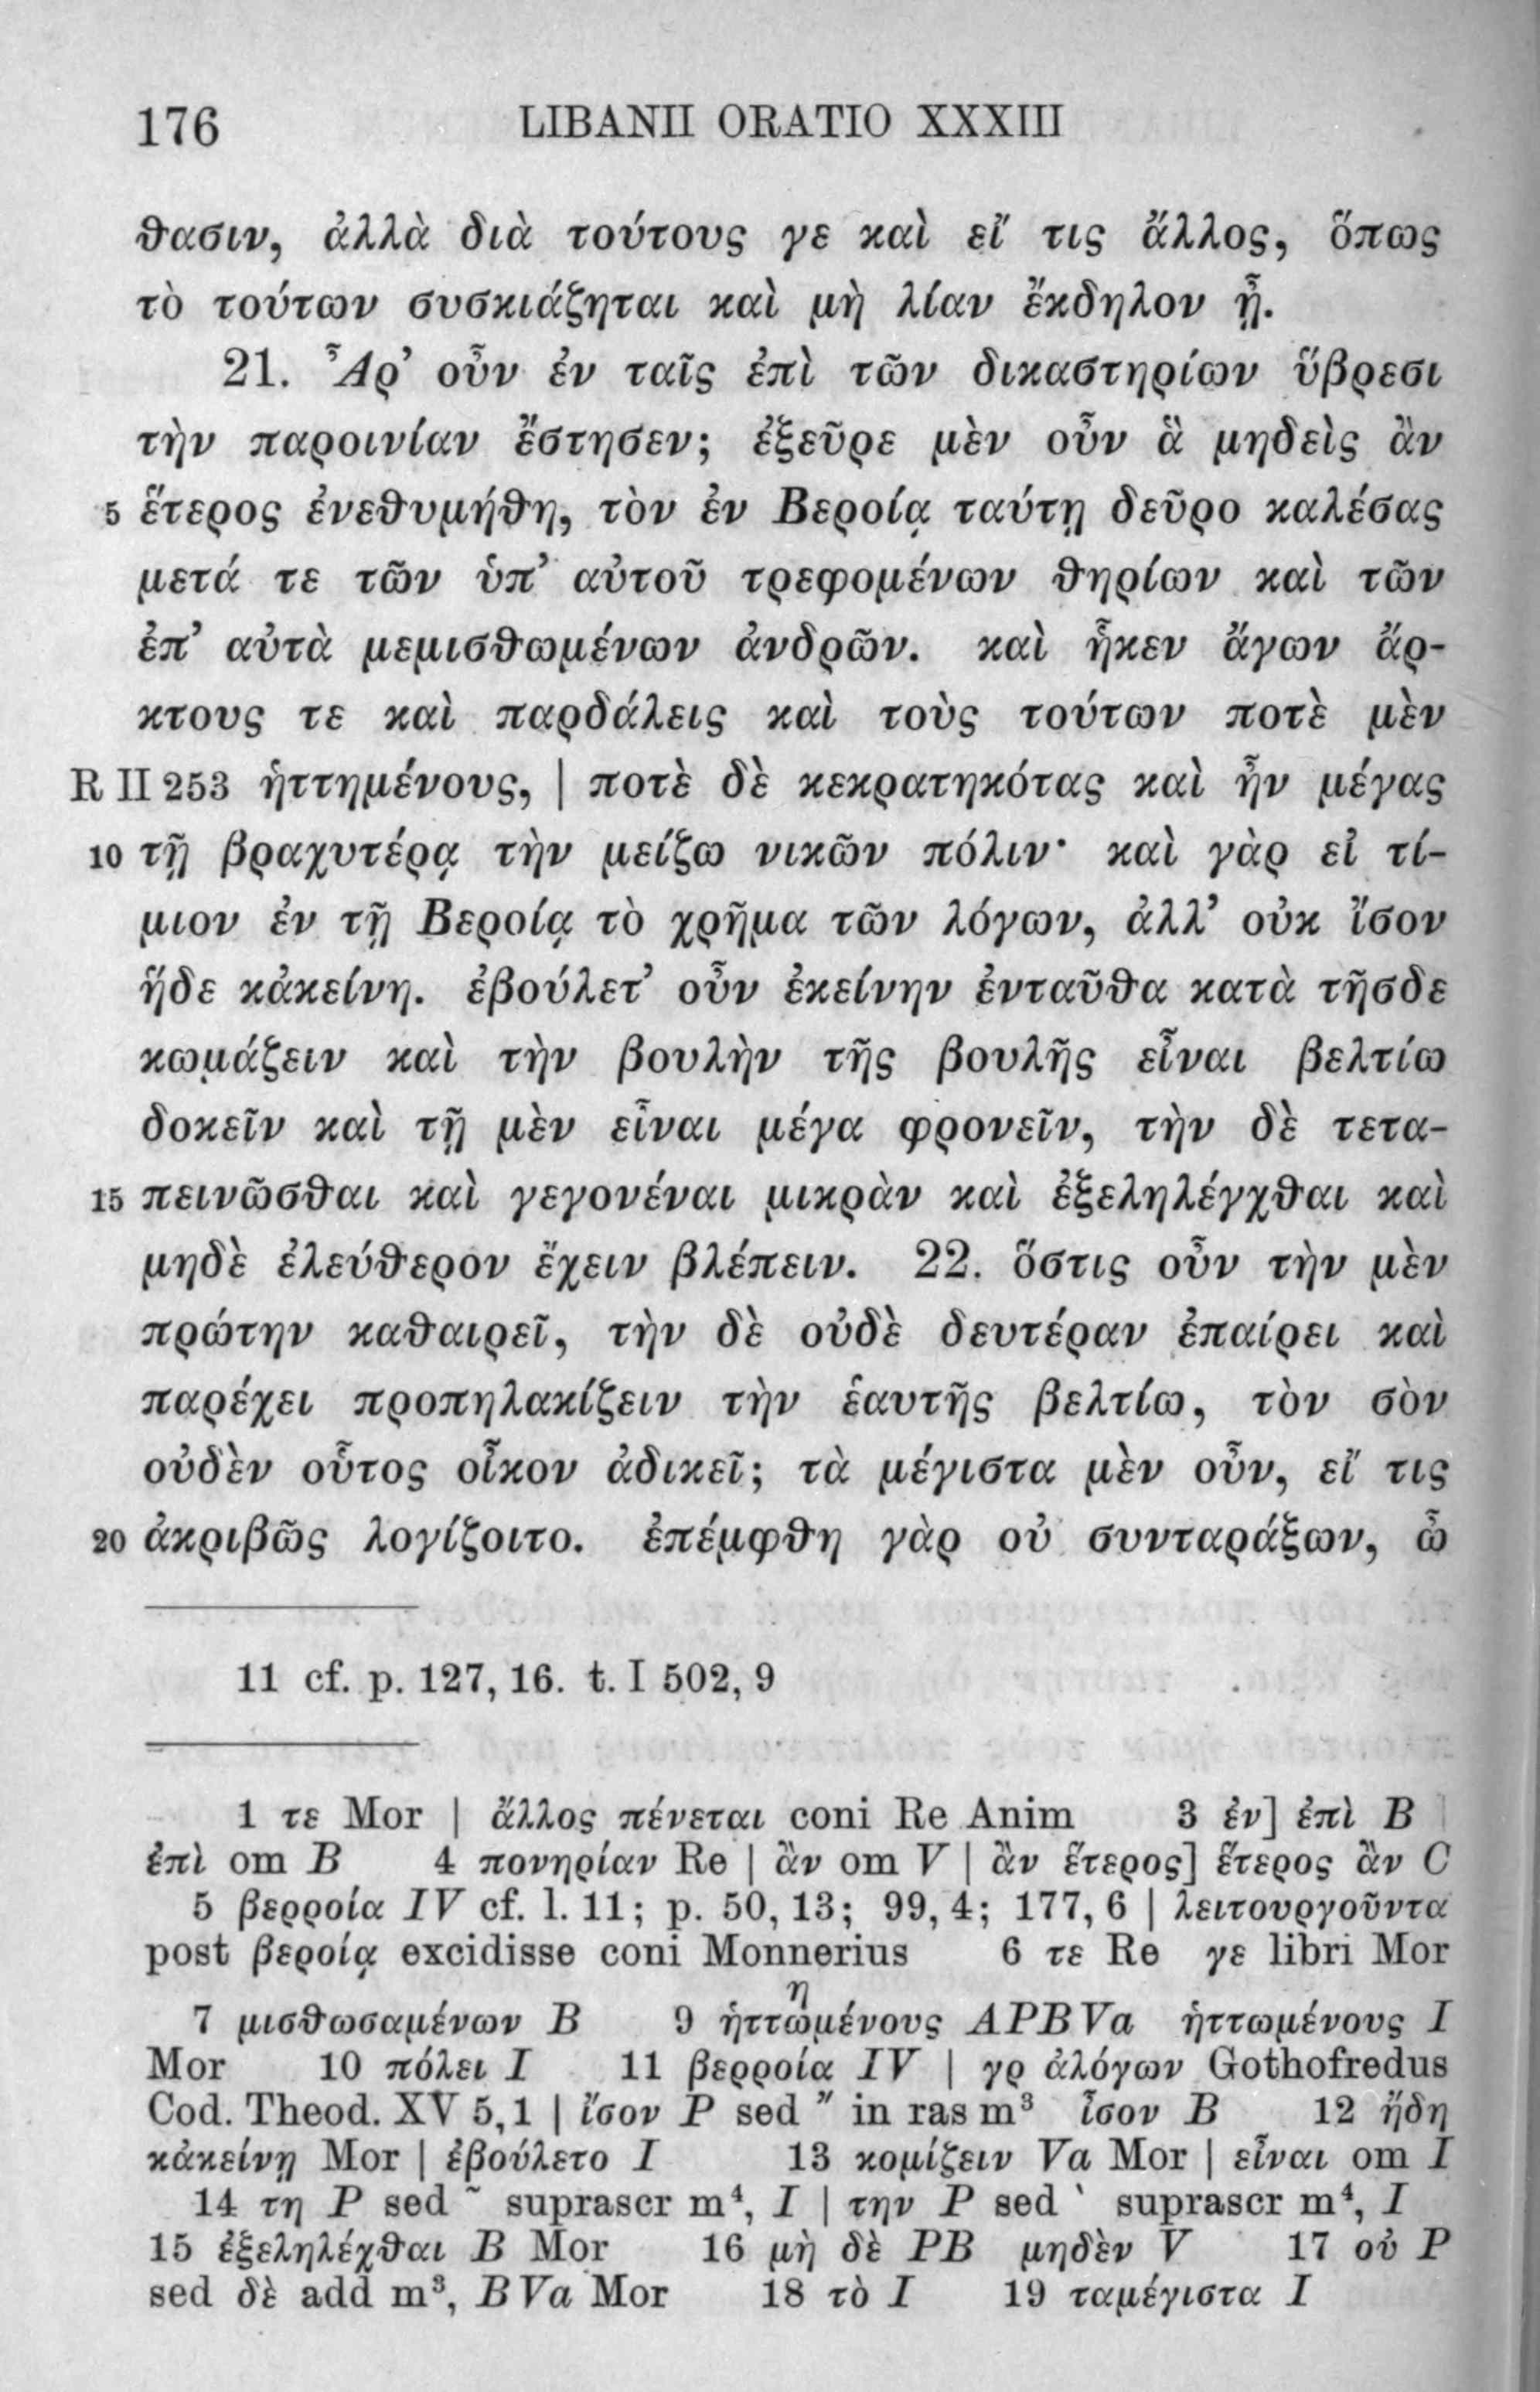 176 LIBANII ORATIO XXXIII
θασιν, ἀλλὰ διὰ τούτους γε καὶ εἴ τις ἄλλος, ὅπως
τὸ τούτων συσκιάζηται καὶ μὴ λίαν ἔκδηλον ᾖ.
21. Ἆρ’ οὖν ἐν ταῖς ἐπὶ τῶν δικαστηρίων ὕβρεσι
τὴν παροινίαν ἔστησεν; ἐξεῦρε μὲν οὖν ἃ μηδεὶς ἂν
5 ἕτερος ἐνεθυμήθη, τὸν ἐν Βεροίᾳ ταύτῃ δεῦρο καλέσας
μετά τε τῶν ὑπ’ αὐτοῦ τρεφομένων θηρίων καὶ τῶν
ἐπ’ αὐτὰ μεμισθωμένων ἀνδρῶν. καὶ ἧκεν ἄγων ἄρ-
κτους τε καὶ παρδάλεις καὶ τοὺς τούτων ποτὲ μὲν
R II 253 ἡττημένους, | ποτὲ δὲ κεκρατηκότας καὶ ἦν μέγας
10 τῇ βραχυτέρᾳ τὴν μείζω νικῶν πόλιν· καὶ γὰρ εἰ τί-
μιον ἐν τῇ Βεροίᾳ τὸ χρῆμα τῶν λόγων, ἀλλ’ οὐκ ἴσον
ἥδε κἀκείνη. ἐβούλετ’ οὖν ἐκείνην ἐνταῦθα κατὰ τῆσδε
κωμάζειν καὶ τὴν βουλὴν τῆς βουλῆς εἶναι βελτίω
δοκεῖν καὶ τῇ μὲν εἶναι μέγα φρονεῖν, τὴν δὲ τετα-
15 πεινῶσθαι καὶ γεγονέναι μικρὰν καὶ ἐξεληλέγχθαι καὶ
μηδὲ ἐλεύθερον ἔχειν βλέπειν. 22. ὅστις οὖν τὴν μὲν
πρώτην καθαιρεῖ, τὴν δὲ οὐδὲ δευτέραν ἐπαίρει καὶ
παρέχει προπηλακίζειν τὴν ἑαυτῆς βελτίω, τὸν σὸν
οὐδὲν οὗτος οἶκον ἀδικεῖ; τὰ μέγιστα μὲν οὖν, εἴ τις
20 ἀκριβῶς λογίζοιτο. ἐπέμφθη γὰρ οὐ συνταράξων, ὦ
11 cf. p. 127, 16. t. I 502, 9
1 τε Mor | ἄλλος πένεται coni Re Anim 3 ἐν] ἐπὶ B
ἐπὶ om B 4 πονηρίαν Re | ἂν om V | ἂν ἕτερος] ἕτερος ἂν C
5 βερροία IV cf. l. 11; p. 50, 13; 99, 4; 177, 6 | λειτουργοῦντα
post βεροίᾳ excidisse coni Monnerius 6 τε Re γε libri Mor
η
7 μισθωσαμένων B 9 ἡττωμένους APBVa ἡττωμένους I
Mor 10 πόλει I 11 βερροία IV | γρ ἀλόγων Gothofredus
Cod. Theod. XV 5,1 | ἴσον P sed ʺ in ras m³ ἶσον B 12 ἤδη
κἀκείνῃ Mor | ἐβούλετο I 13 κομίζειν Va Mor | εἶναι om I
14 τη P sed ῀ suprascr m⁴, I | την P sed ` suprascr m⁴, I
15 ἐξεληλέχθαι B Mor 16 μὴ δὲ PB μηδὲν V 17 οὐ P
sed δὲ add m³, BVa Mor 18 τὸ I 19 ταμέγιστα I